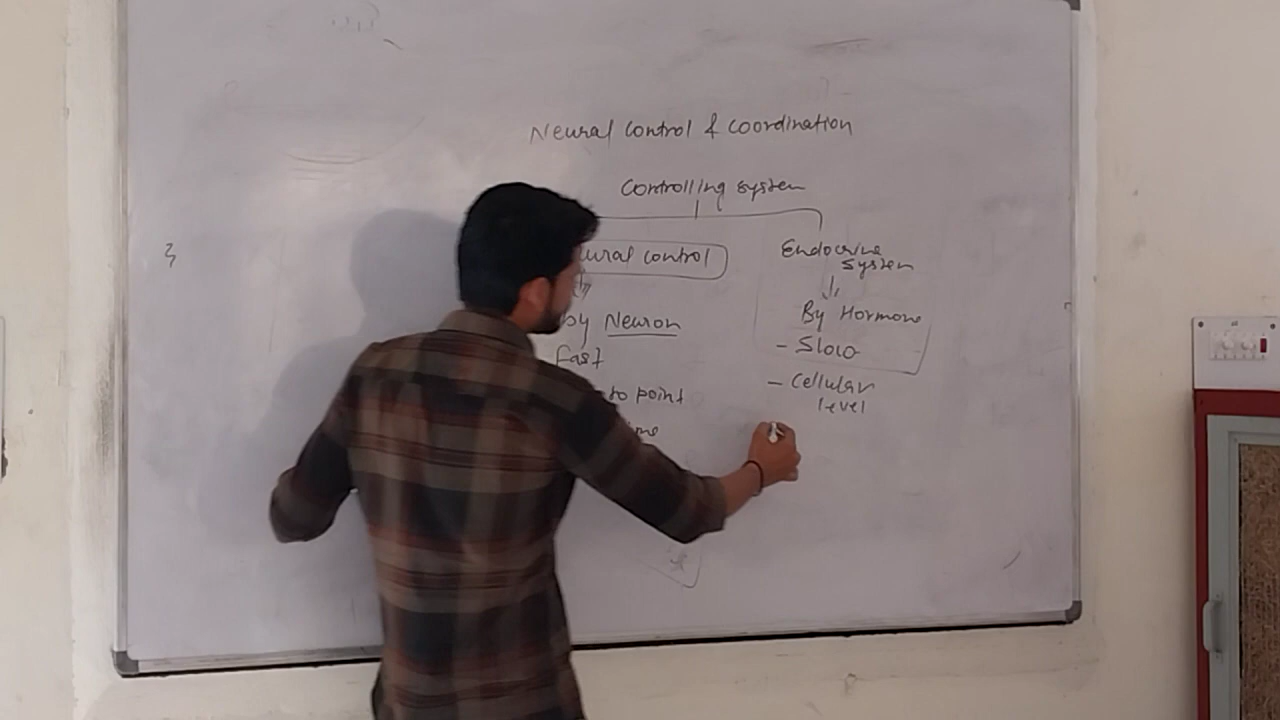 Neural control & coordination
Controlling system
ural control
by Neuron
Fast
to point
Endocrine
system
By Hormone
- Slow
- Cellular
level